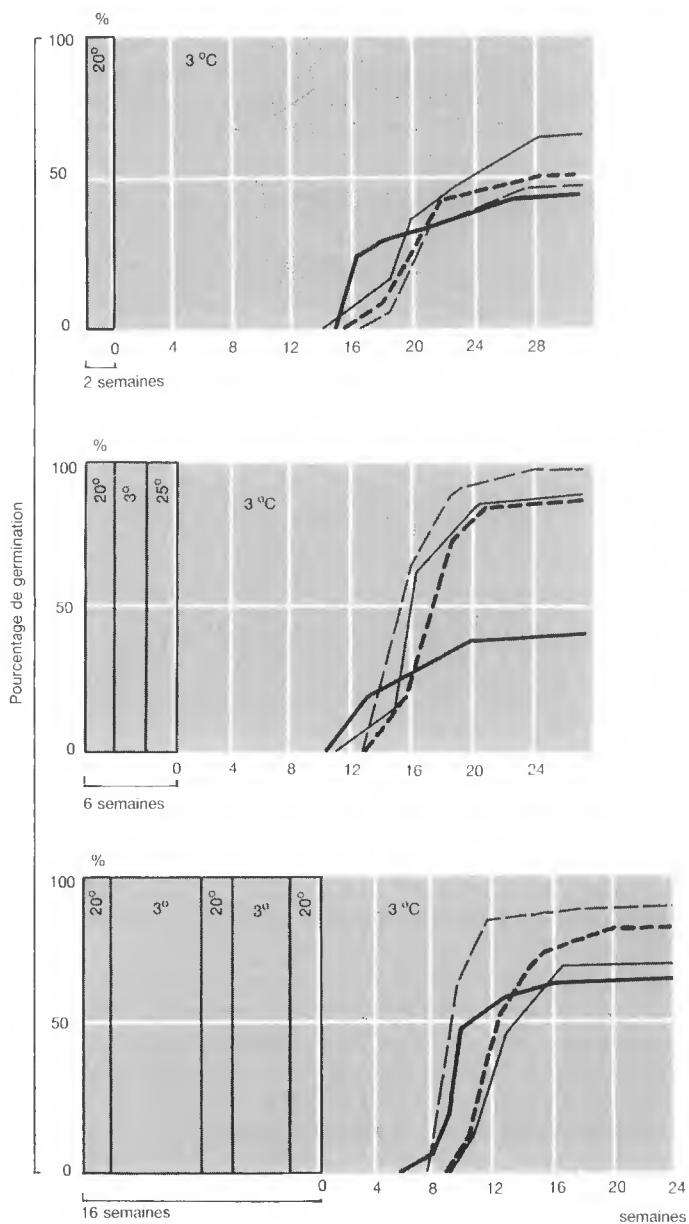 %
100
20°
3 °C
50
0
0 4 8 12 16 20 24 28
2 semaines
Pourcentage de germination
%
100
20°
3°
25°
3 °C
50
0
0 4 8 12 16 20 24
6 semaines
%
100
20°
3°
20°
3°
20°
3 °C
50
0
0 4 8 12 16 20 24
16 semaines
semaines